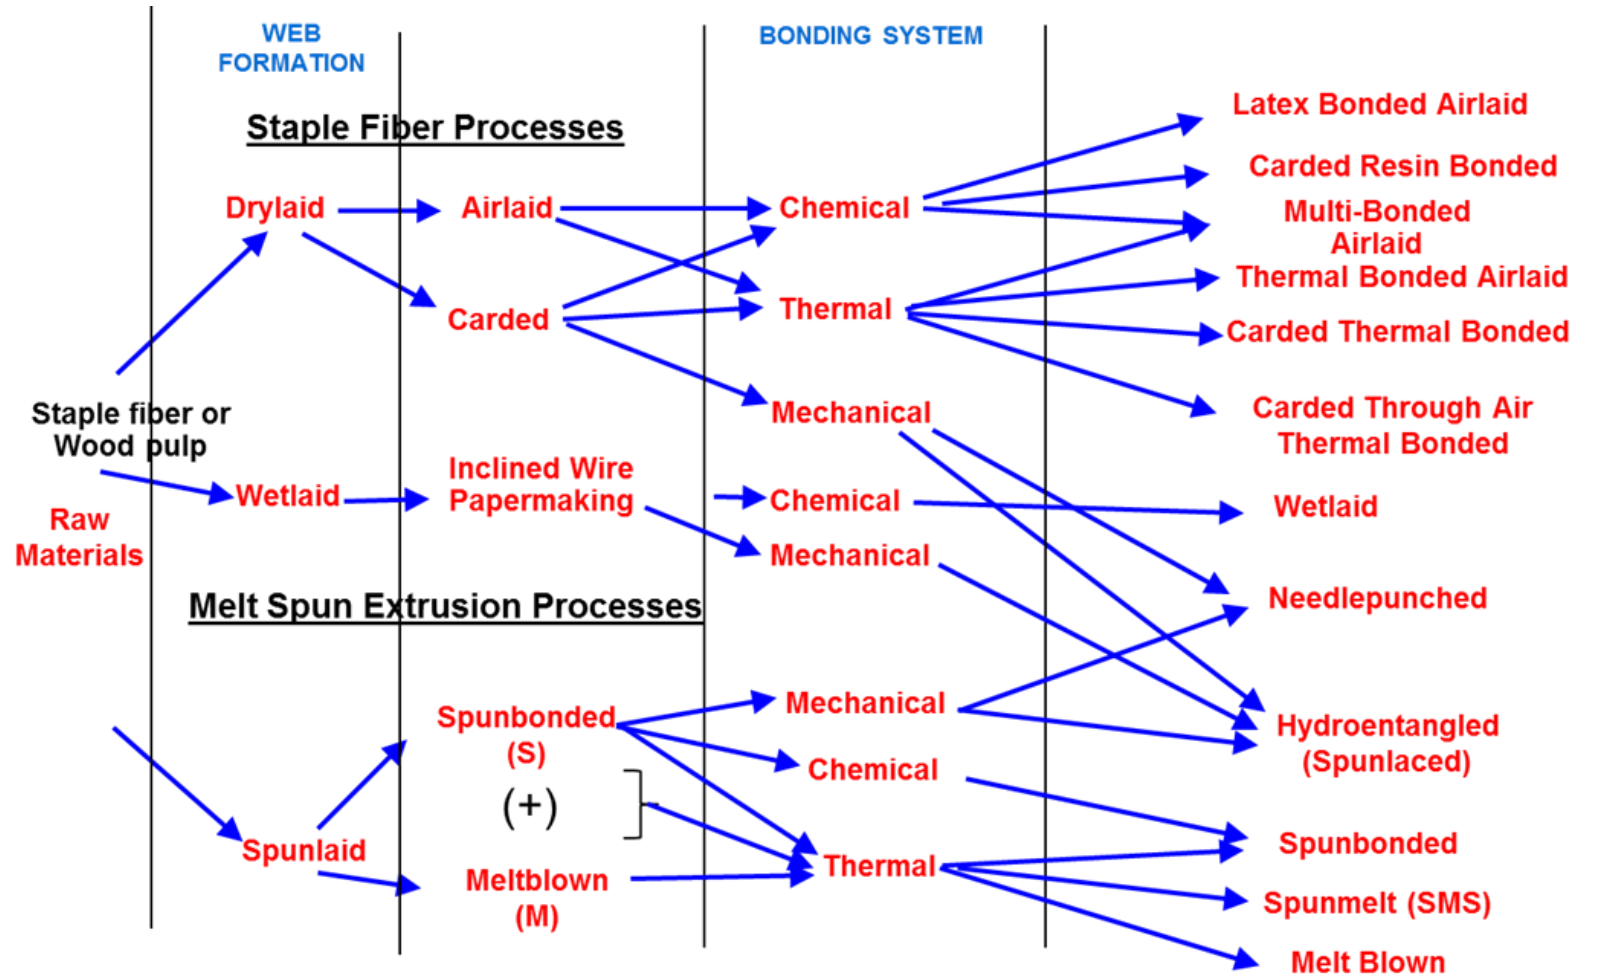 WEB
FORMATION
BONDING SYSTEM
Staple Fiber Processes
Latex Bonded Airlaid
Carded Resin Bonded
Drylaid
Airlaid
Chemical
Multi-Bonded
Airlaid
Thermal Bonded Airlaid
Carded
Thermal
Carded Thermal Bonded
Staple fiber or
Wood pulp
Mechanical
Carded Through Air
Thermal Bonded
Raw
Materials
Wetlaid
Inclined Wire
Papermaking
Chemical
Wetlaid
Mechanical
Melt Spun Extrusion Processes
Needlepunched
Spunbonded
(S)
Mechanical
Hydroentangled
(Spunlaced)
Chemical
(+)
Spunlaid
Meltblown
(M)
Thermal
Spunbonded
Spunmelt (SMS)
Melt Blown